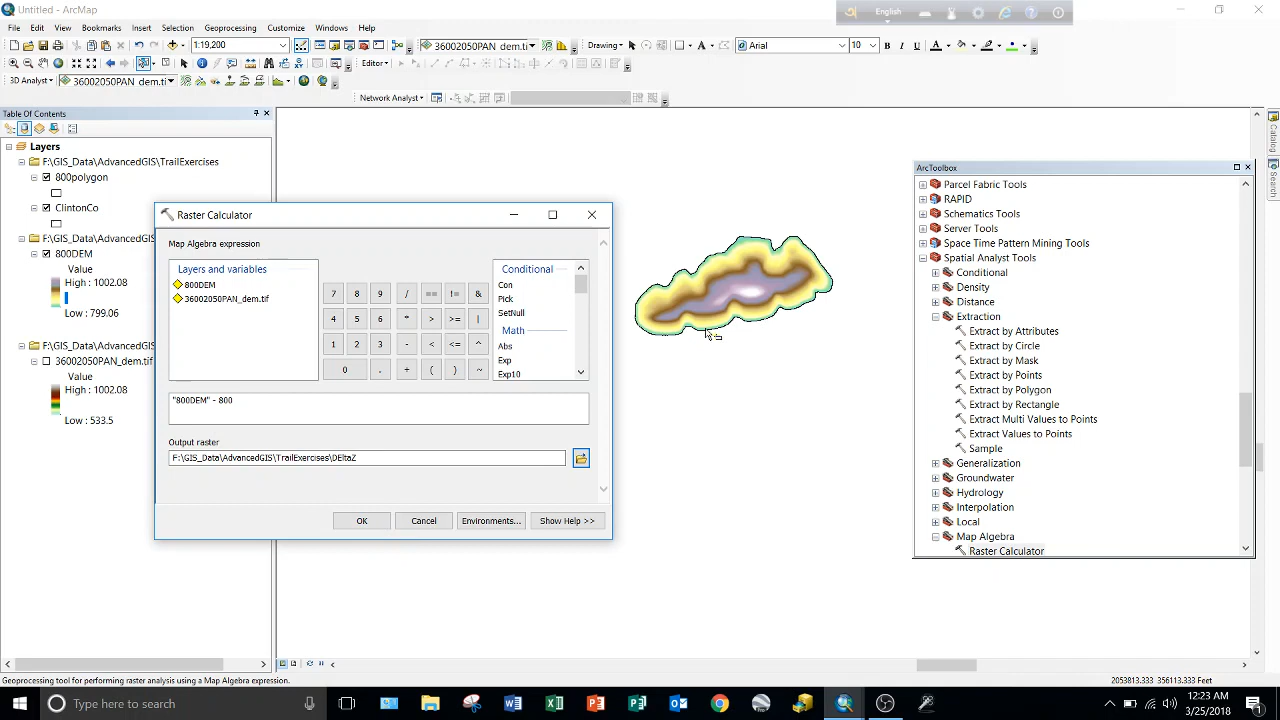 Untitled - ArcMap
English
File Edit View Bookmarks Insert Selection Geoprocessing Customize Windows Help
1:19,200
36002050PAN_dem.ti
Drawing
Arial
10
B I U A
Editor
3D Analyst
36002050PAN_dem.tif
Network Analyst
Table Of Contents
Layers
F:\GIS_Data\AdvancedGIS\TrailExercises
800polygon
ClintonCo
F:\GIS_Data\AdvancedG
800DEM
Value
High : 1002.08
Low : 799.06
F:\GIS_Data\AdvancedG
36002050PAN_dem.tif
Value
High : 1002.08
Low : 533.5
Raster Calculator
Map Algebra expression
Layers and variables
800DEM
36002050PAN_dem.tif
7 8 9 / == != &
4 5 6 * > >= |
1 2 3 - < <= ^
0 . + ( ) ~
Conditional
Con
Pick
SetNull
Math
Abs
Exp
Exp10
"800DEM" - 800
Output raster
F:\GIS_Data\AdvancedGIS\TrailExercises\DEltaZ
OK Cancel Environments... Show Help >>
ArcToolbox
Parcel Fabric Tools
RAPID
Schematics Tools
Server Tools
Space Time Pattern Mining Tools
Spatial Analyst Tools
Conditional
Density
Distance
Extraction
Extract by Attributes
Extract by Circle
Extract by Mask
Extract by Points
Extract by Polygon
Extract by Rectangle
Extract Multi Values to Points
Extract Values to Points
Sample
Generalization
Groundwater
Hydrology
Interpolation
Local
Map Algebra
Raster Calculator
Catalog
Search
Geoprocessing tool for performing raster analysis using a Map Algebra expression.
2053813.333 356113.333 Feet
Type here to search
12:23 AM
3/25/2018